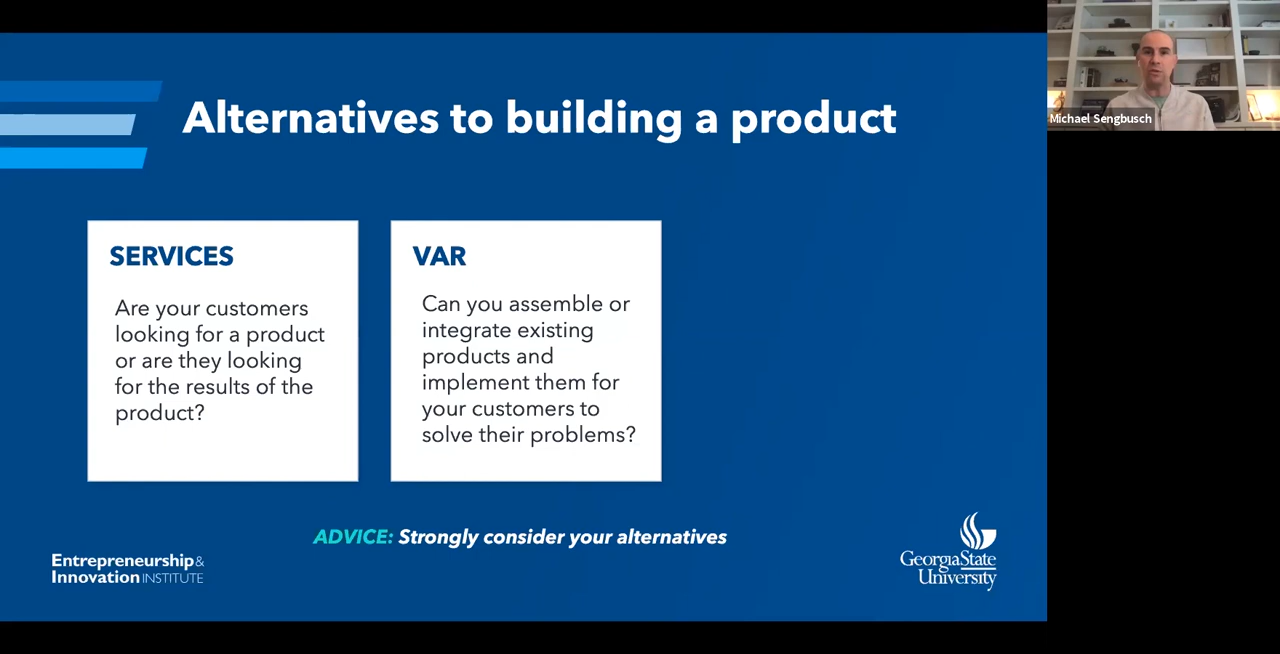 Alternatives to building a product
SERVICES
Are your customers
looking for a product
or are they looking
for the results of the
product?
VAR
Can you assemble or
integrate existing
products and
implement them for
your customers to
solve their problems?
ADVICE: Strongly consider your alternatives
Entrepreneurship&
Innovation INSTITUTE
GeorgiaState
University
Michael Sengbusch